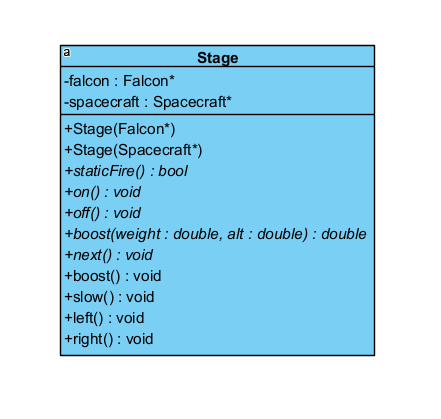 a
Stage
-falcon : Falcon*
-spacecraft : Spacecraft*
+Stage(Falcon*)
+Stage(Spacecraft*)
+staticFire() : bool
+on() : void
+off() : void
+boost(weight : double, alt : double) : double
+next() : void
+boost() : void
+slow() : void
+left() : void
+right() : void